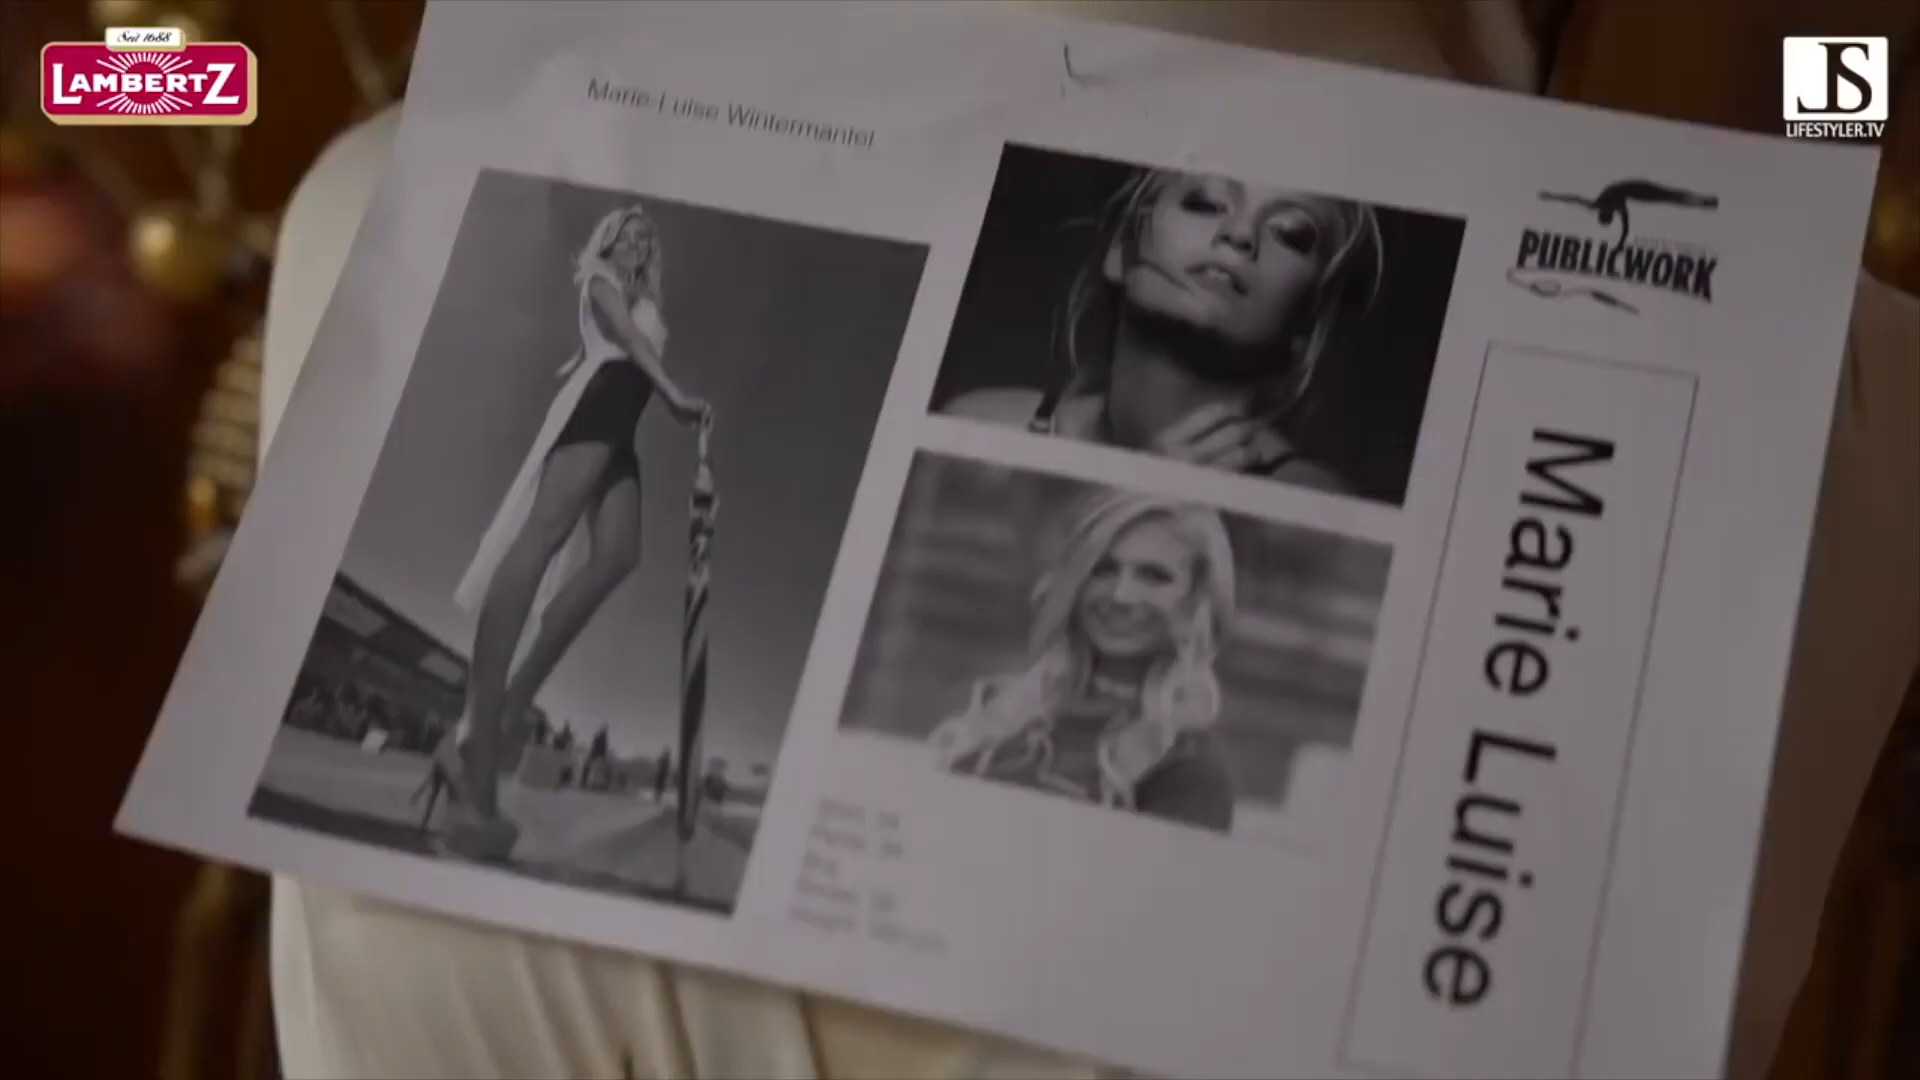 Seit 1688
LAMBERTZ
JS
LIFESTYLER.TV
Marie-Luise Wintermantel
PUBLICWORK
Marie Luise